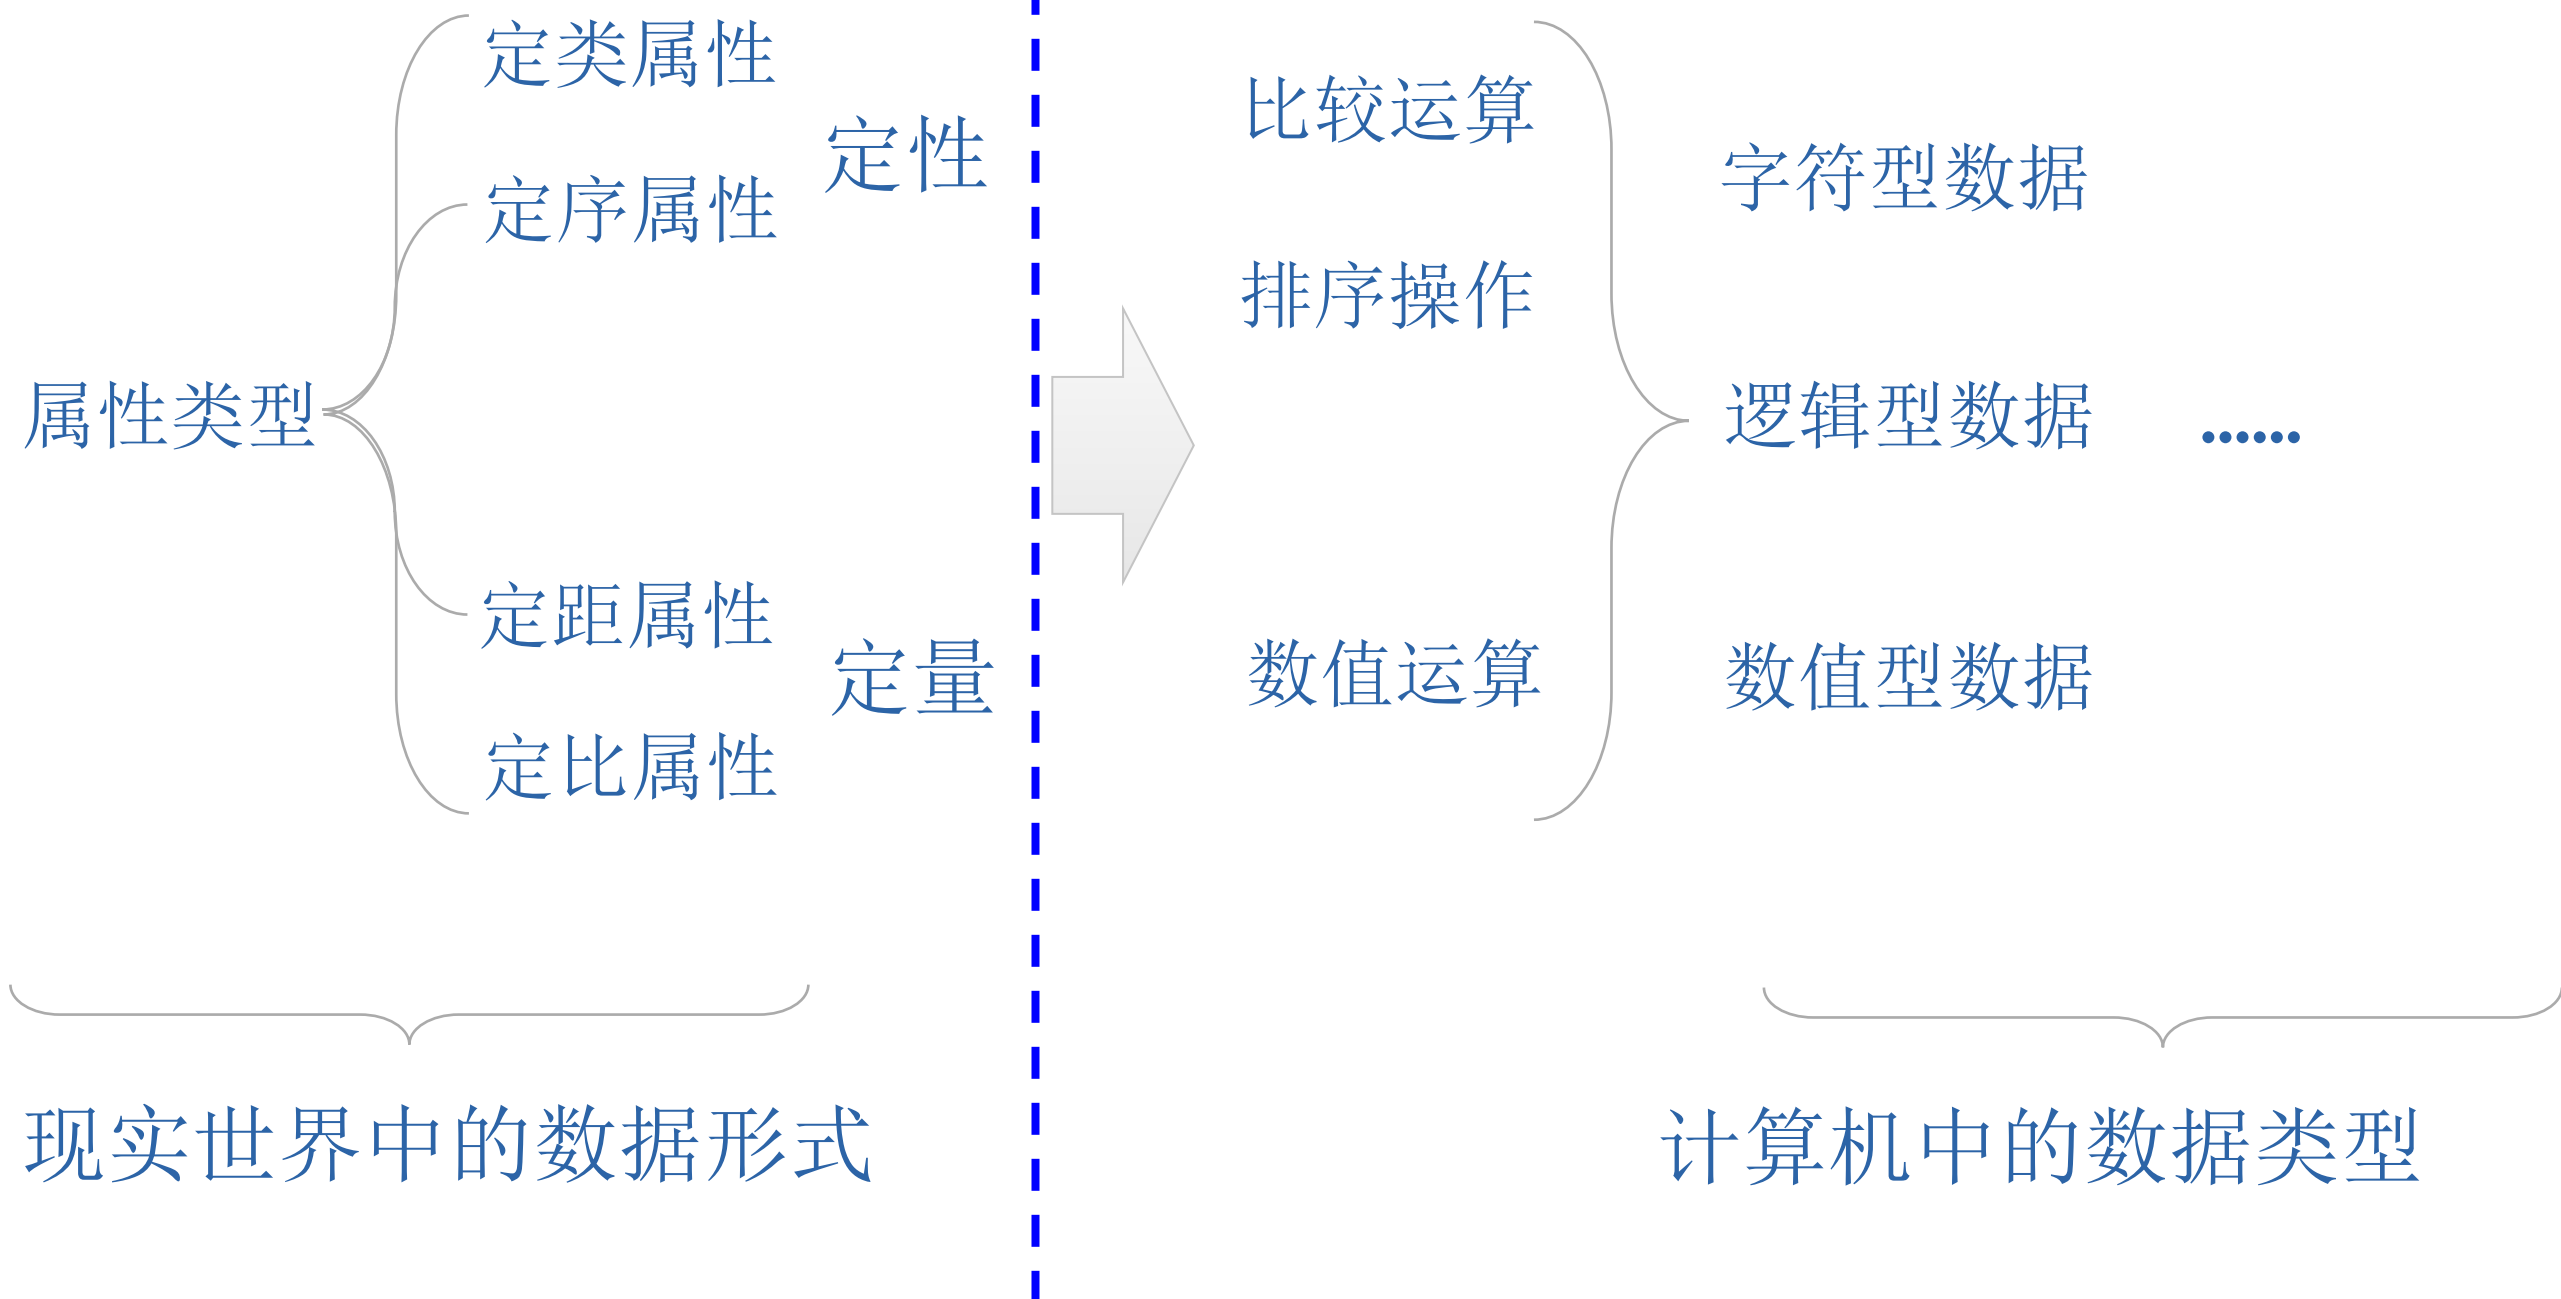 属性类型
定类属性
定序属性
定性
定距属性
定比属性
定量
比较运算
排序操作
数值运算
字符型数据
逻辑型数据 ……
数值型数据
现实世界中的数据形式
计算机中的数据类型